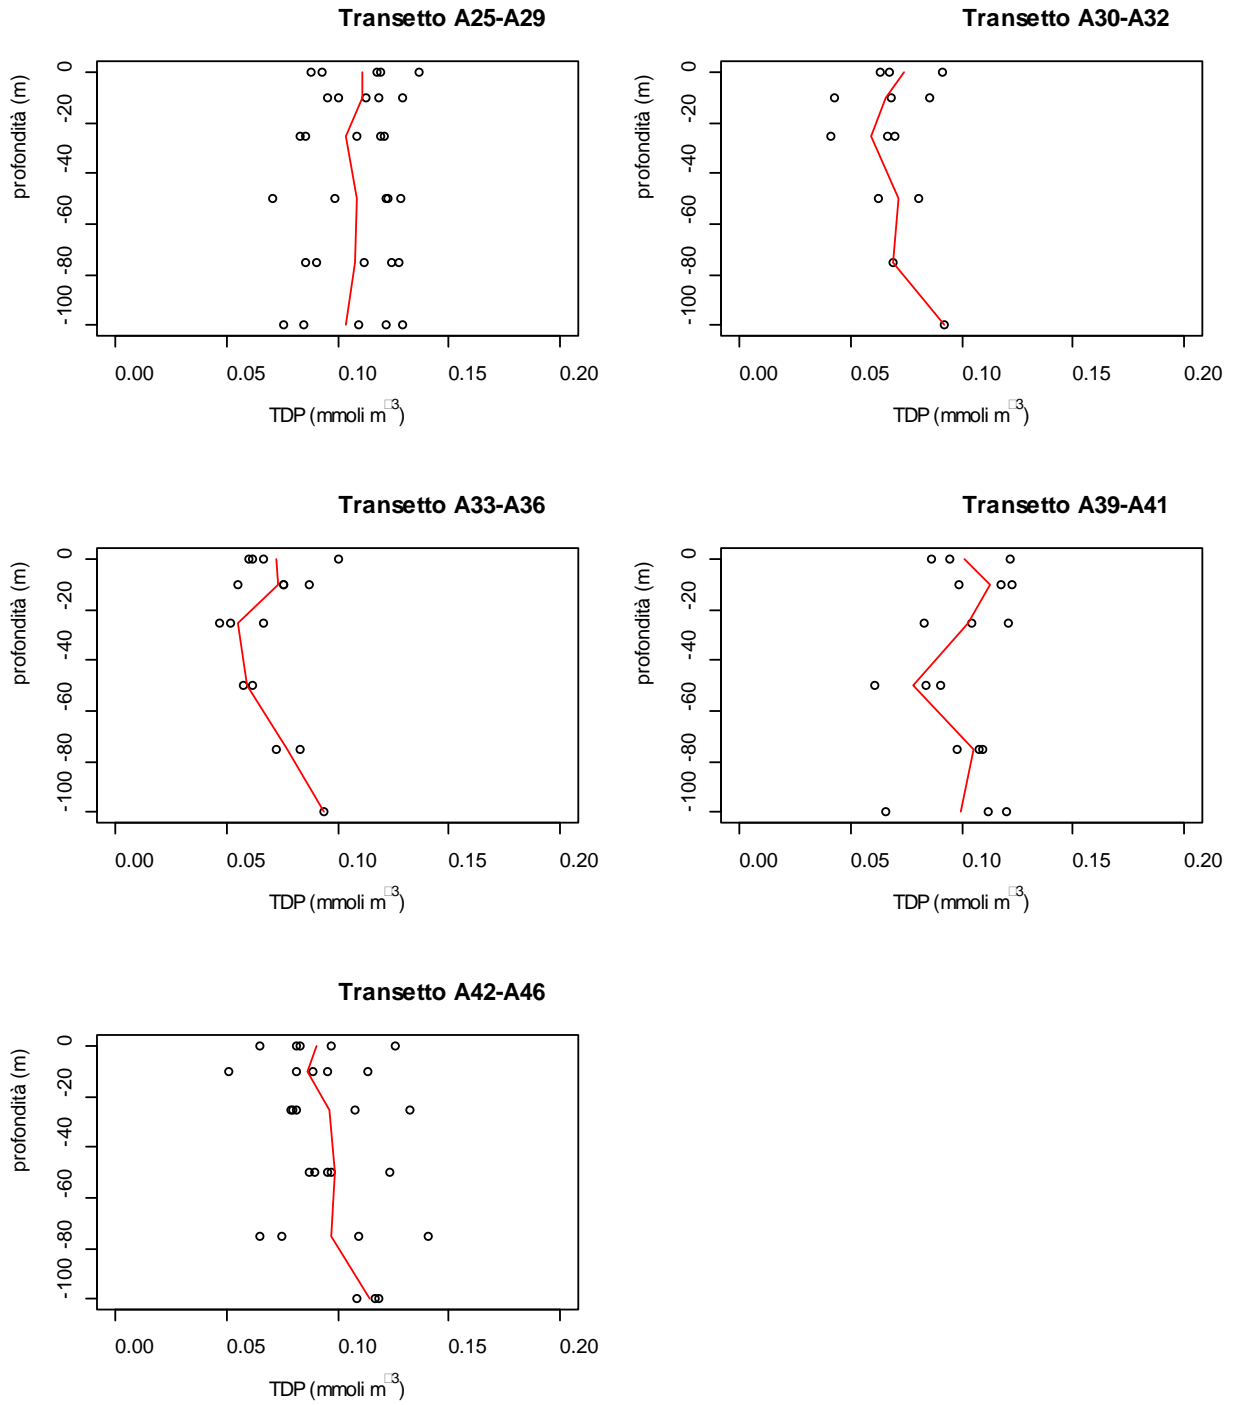 Transetto A25-A29
profondità (m)
0
-20
-40
-60
-80
-100
0.00 0.05 0.10 0.15 0.20
TDP (mmoli m□3)
Transetto A30-A32
profondità (m)
0
-20
-40
-60
-80
-100
0.00 0.05 0.10 0.15 0.20
TDP (mmoli m□3)
Transetto A33-A36
profondità (m)
0
-20
-40
-60
-80
-100
0.00 0.05 0.10 0.15 0.20
TDP (mmoli m□3)
Transetto A39-A41
profondità (m)
0
-20
-40
-60
-80
-100
0.00 0.05 0.10 0.15 0.20
TDP (mmoli m□3)
Transetto A42-A46
profondità (m)
0
-20
-40
-60
-80
-100
0.00 0.05 0.10 0.15 0.20
TDP (mmoli m□3)